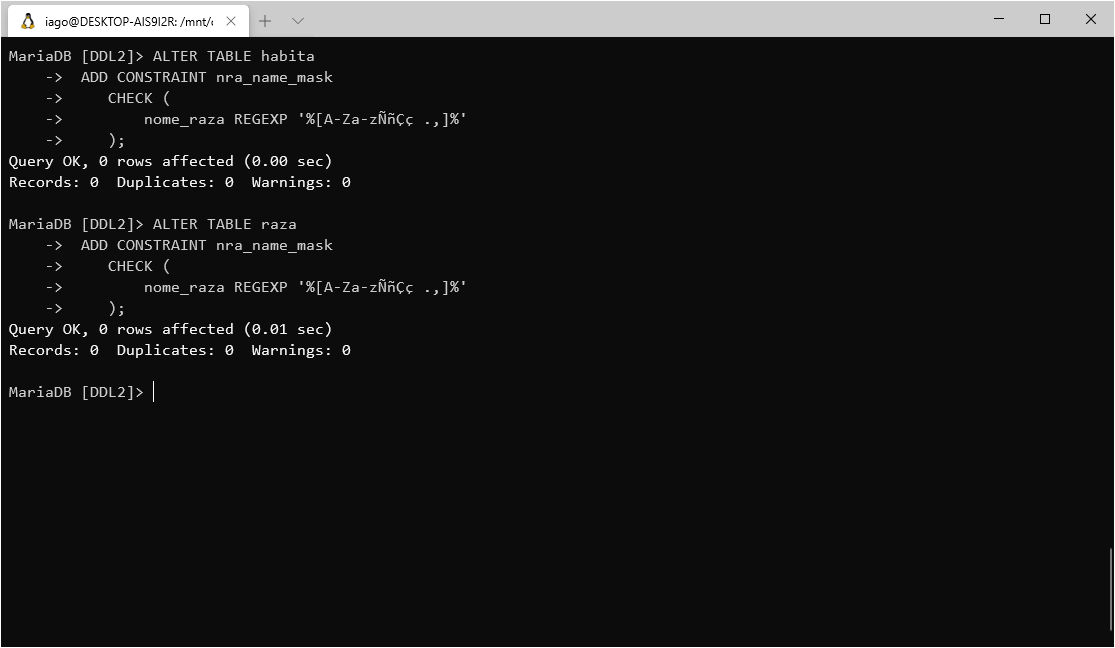 iago@DESKTOP-AIS9I2R: /mnt/c
MariaDB [DDL2]> ALTER TABLE habita
    ->  ADD CONSTRAINT nra_name_mask
    ->     CHECK (
    ->         nome_raza REGEXP '%[A-Za-zÑñÇç .,]%'
    ->     );
Query OK, 0 rows affected (0.00 sec)
Records: 0  Duplicates: 0  Warnings: 0
MariaDB [DDL2]> ALTER TABLE raza
    ->  ADD CONSTRAINT nra_name_mask
    ->     CHECK (
    ->         nome_raza REGEXP '%[A-Za-zÑñÇç .,]%'
    ->     );
Query OK, 0 rows affected (0.01 sec)
Records: 0  Duplicates: 0  Warnings: 0
MariaDB [DDL2]>